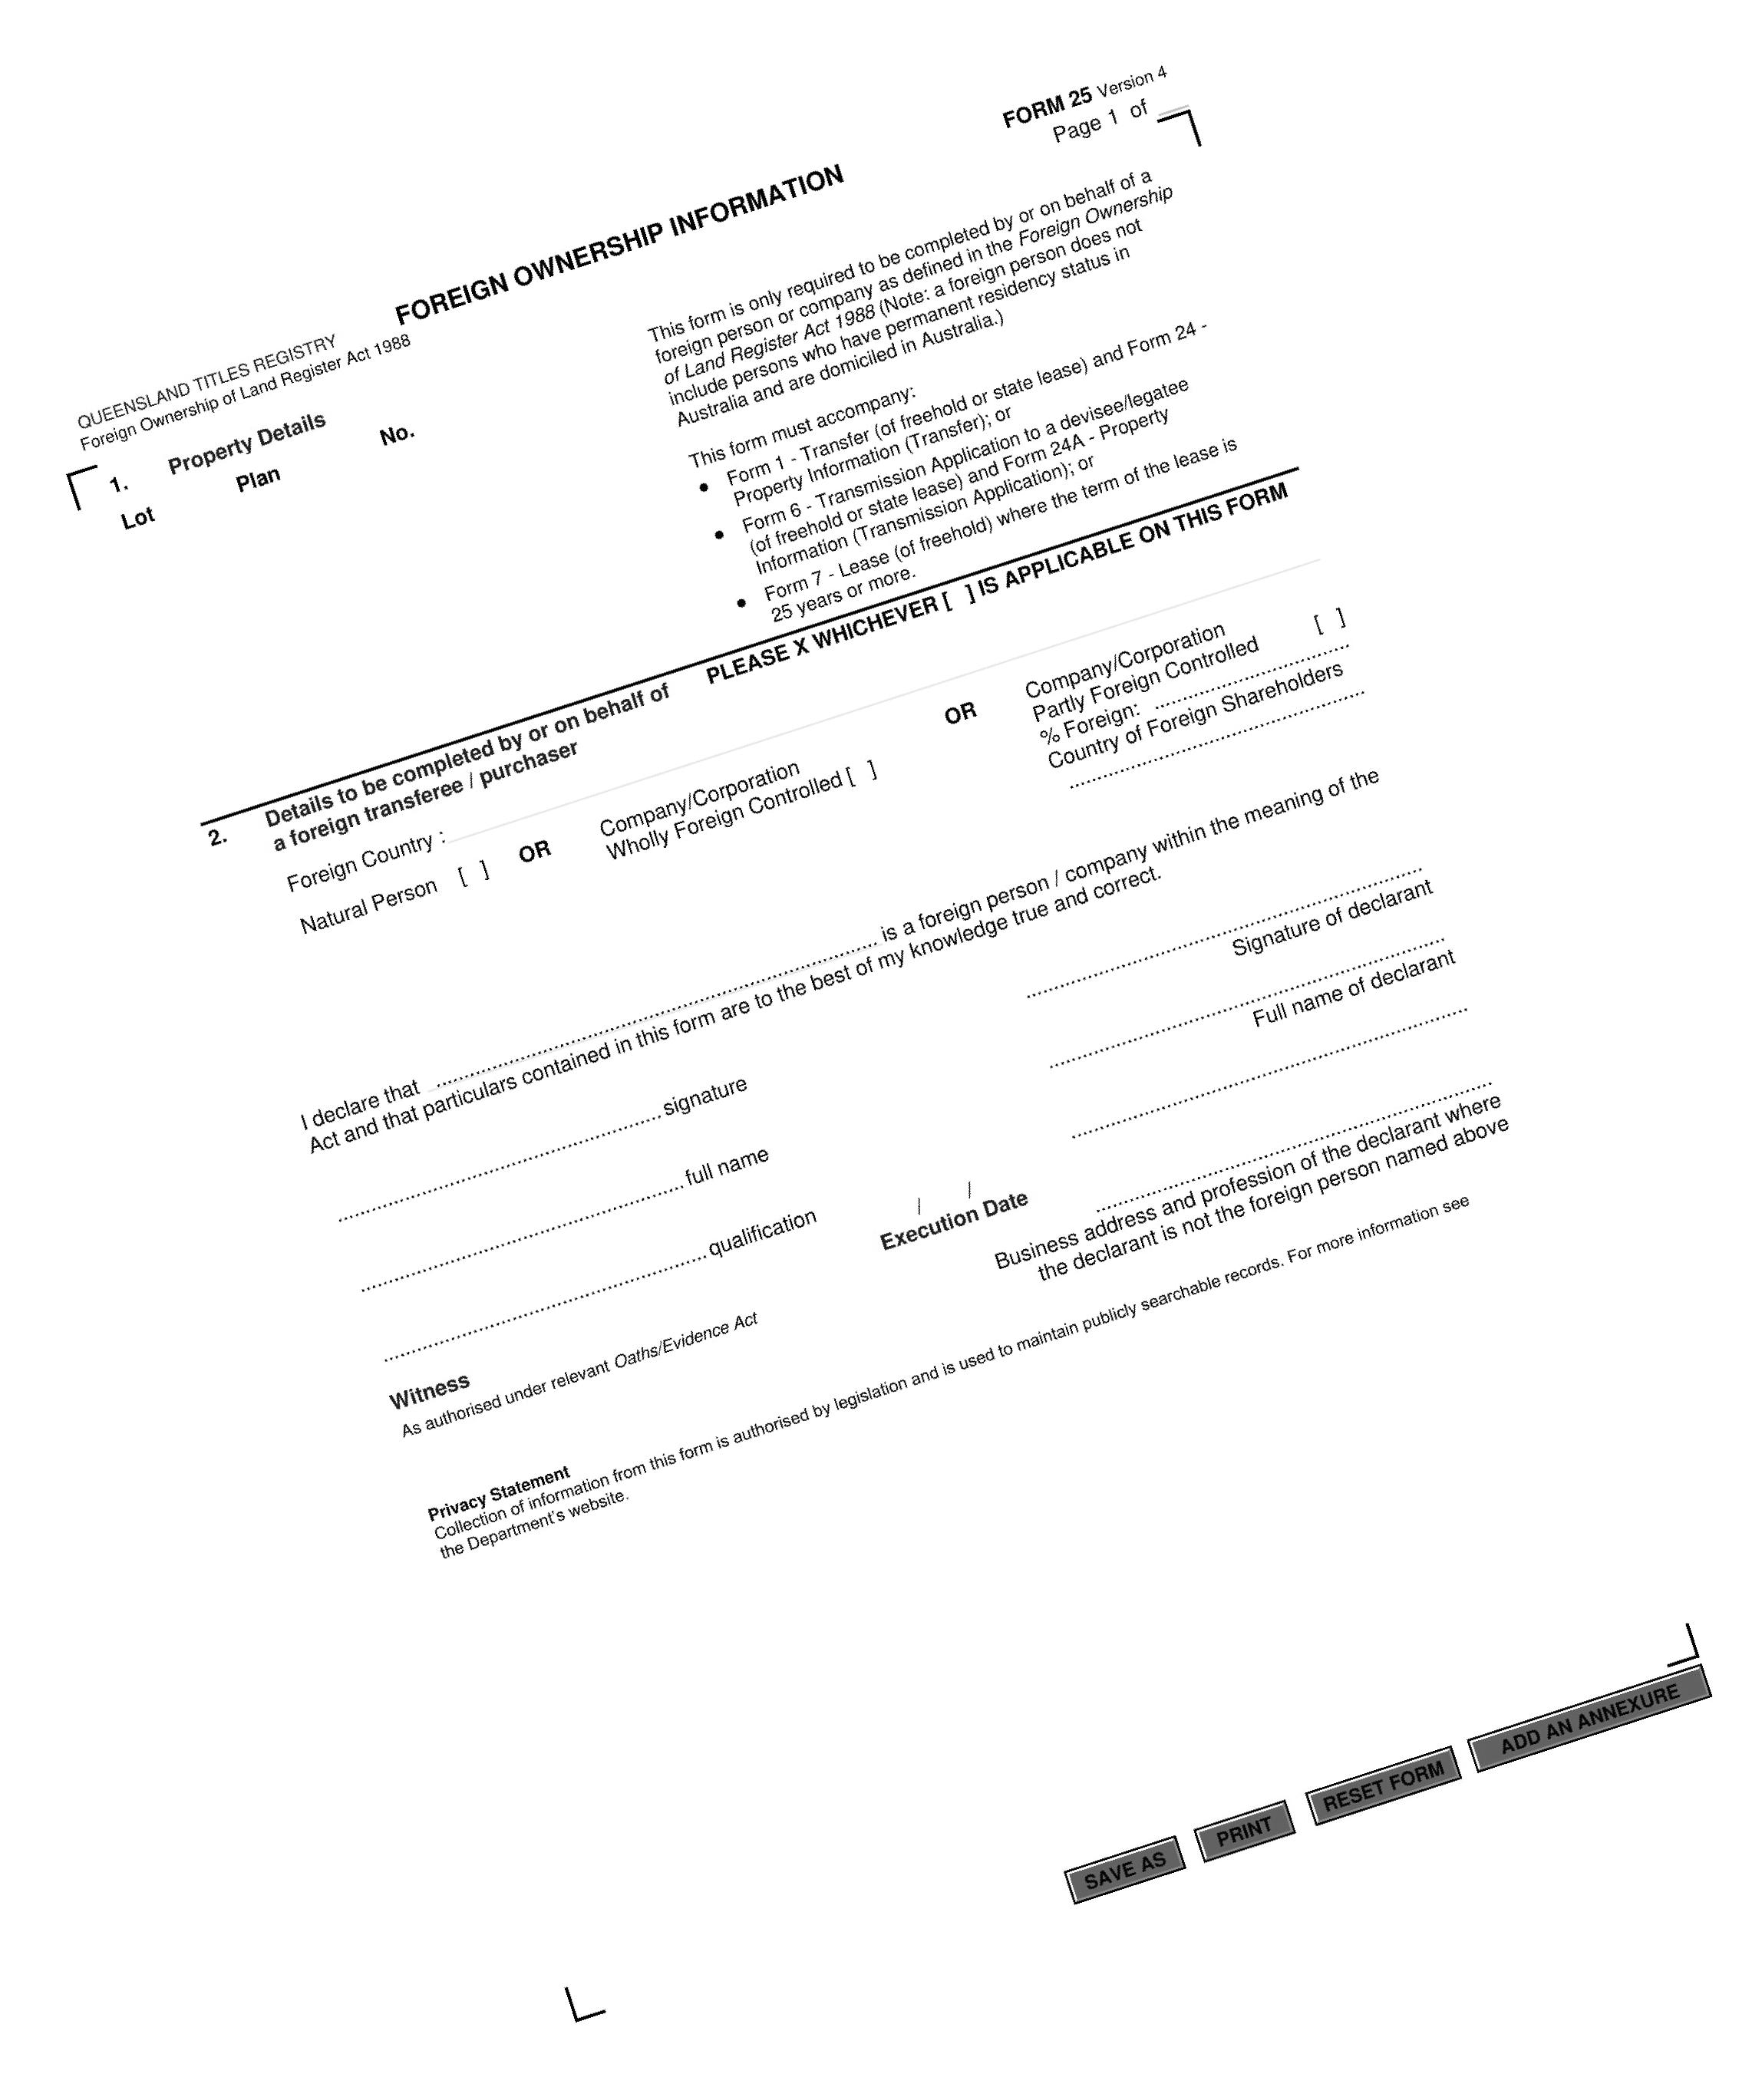 FORM 25 Version 4
Page 1 of
FOREIGN OWNERSHIP INFORMATION
QUEENSLAND TITLES REGISTRY
Foreign Ownership of Land Register Act 1988
1. Property Details
Lot Plan No.
This form is only required to be completed by or on behalf of a
foreign person or company as defined in the Foreign Ownership
of Land Register Act 1988 (Note: a foreign person does not
include persons who have permanent residency status in
Australia and are domiciled in Australia.)
This form must accompany:
• Form 1 - Transfer (of freehold or state lease) and Form 24 -
Property Information (Transfer); or
• Form 6 - Transmission Application to a devisee/legatee
(of freehold or state lease) and Form 24A - Property
Information (Transmission Application); or
• Form 7 - Lease (of freehold) where the term of the lease is
25 years or more.
2. Details to be completed by or on behalf of
a foreign transferee / purchaser
PLEASE X WHICHEVER [ ] IS APPLICABLE ON THIS FORM
Foreign Country :
Natural Person [ ]
OR
Company/Corporation
Wholly Foreign Controlled [ ]
OR
Company/Corporation
Partly Foreign Controlled [ ]
% Foreign: ........................................
Country of Foreign Shareholders
............................................................
I declare that ............................................................ is a foreign person / company within the meaning of the
Act and that particulars contained in this form are to the best of my knowledge true and correct.
............................................................signature
............................................................full name
............................................................qualification
Witness
As authorised under relevant Oaths/Evidence Act
/ /
Execution Date
............................................................
Signature of declarant
............................................................
Full name of declarant
............................................................
............................................................
Business address and profession of the declarant where
the declarant is not the foreign person named above
Privacy Statement
Collection of information from this form is authorised by legislation and is used to maintain publicly searchable records. For more information see
the Department's website.
SAVE AS
PRINT
RESET FORM
ADD AN ANNEXURE